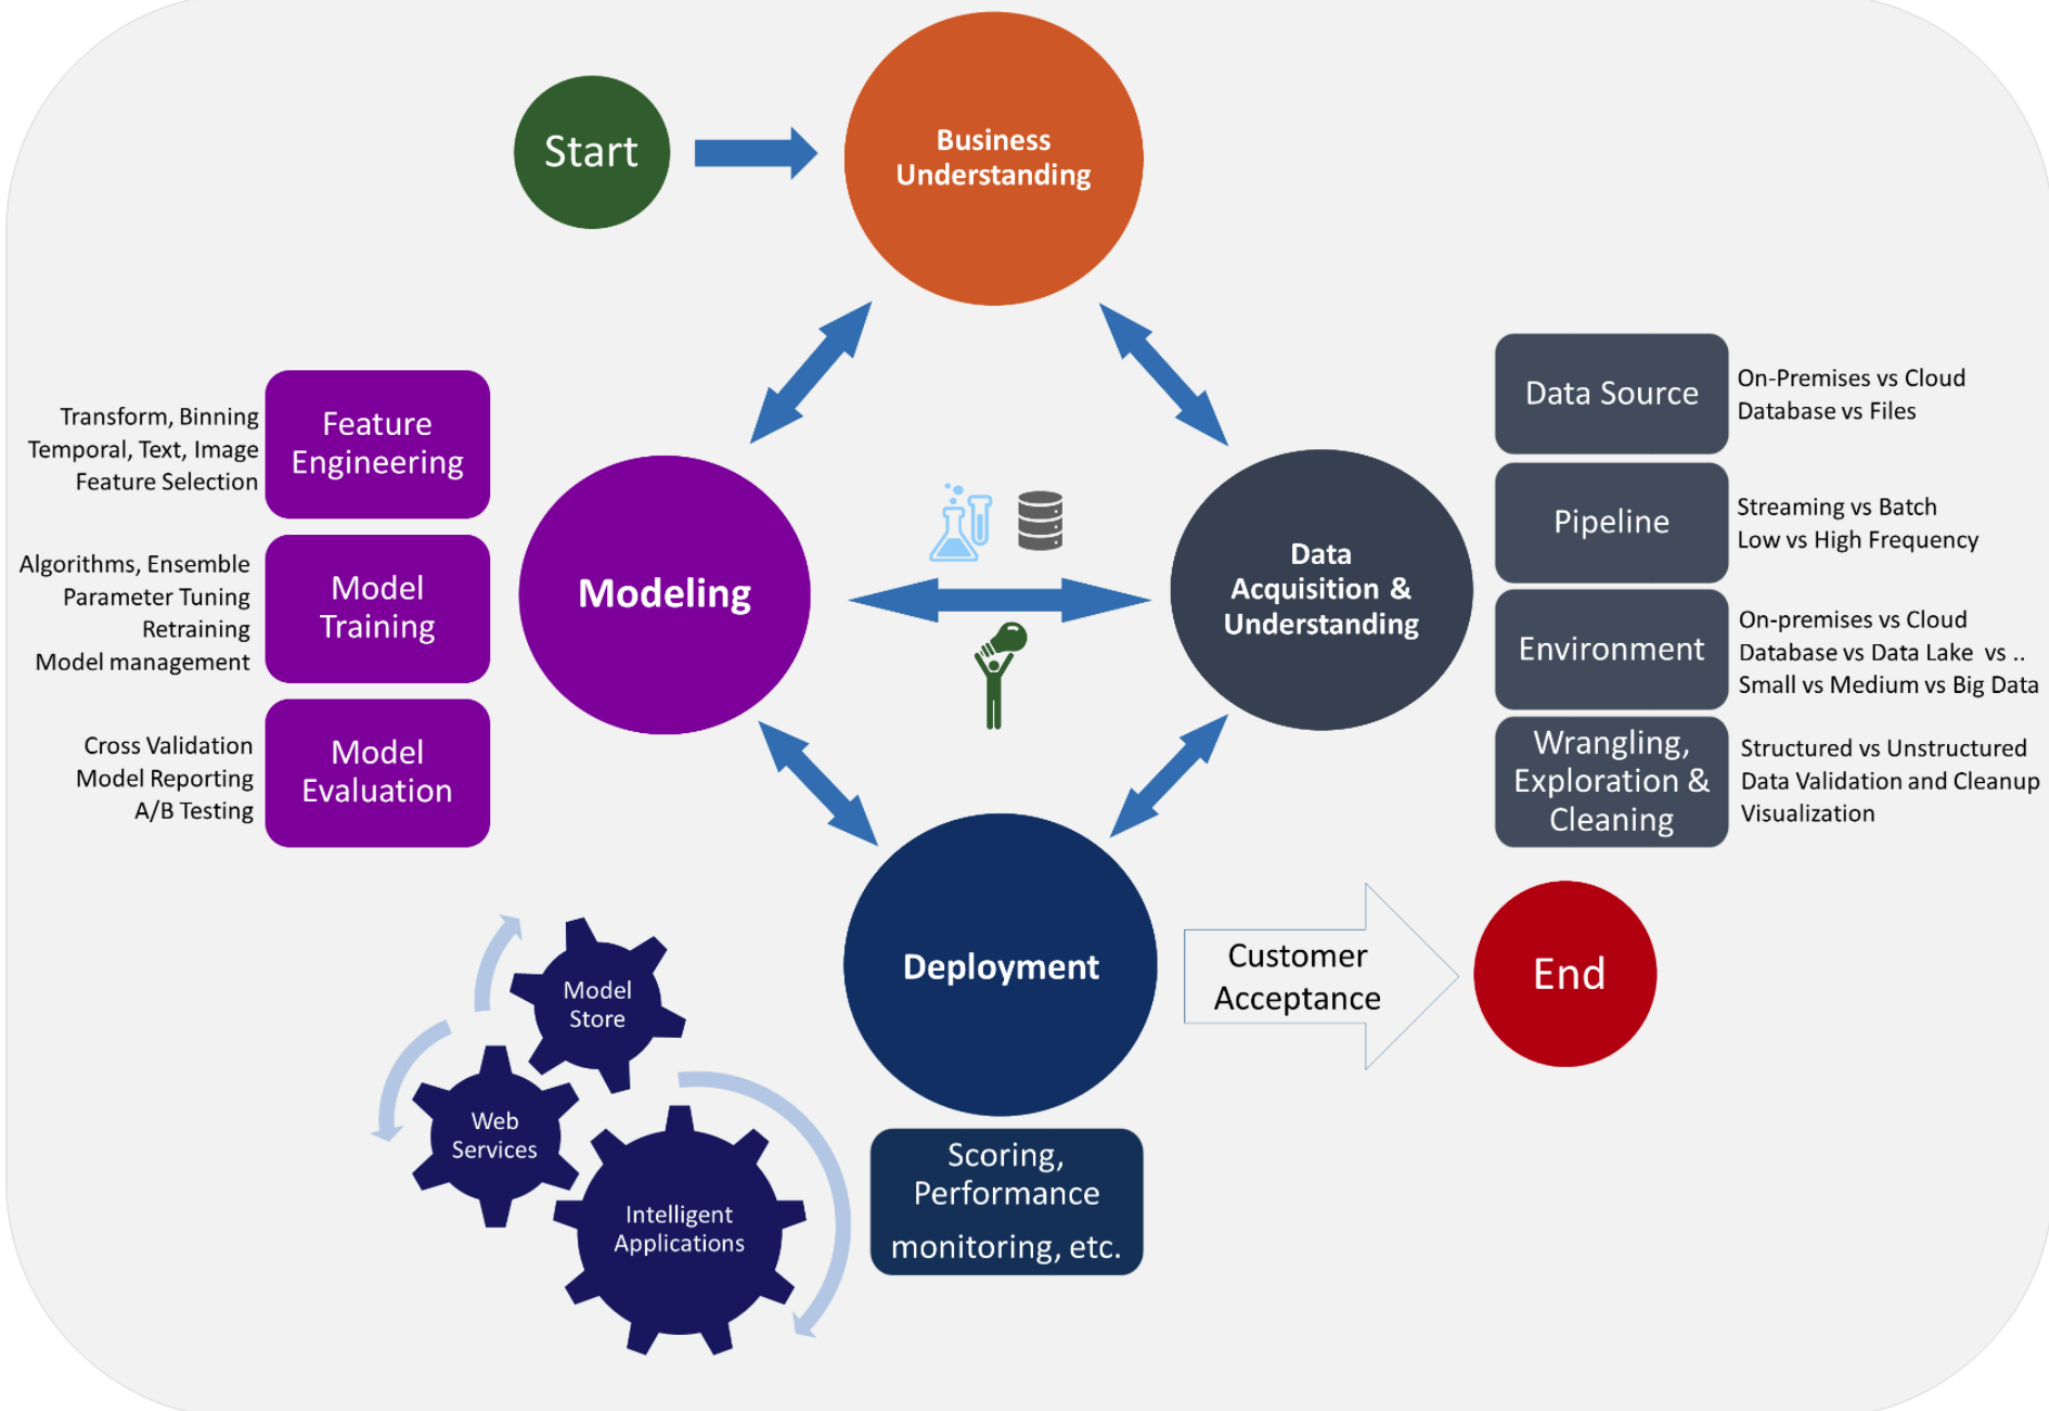 Start
Business
Understanding
Feature
Engineering
Transform, Binning
Temporal, Text, Image
Feature Selection
Model
Training
Algorithms, Ensemble
Parameter Tuning
Retraining
Model management
Model
Evaluation
Cross Validation
Model Reporting
A/B Testing
Modeling
Data
Acquisition &
Understanding
Data Source
On-Premises vs Cloud
Database vs Files
Pipeline
Streaming vs Batch
Low vs High Frequency
Environment
On-premises vs Cloud
Database vs Data Lake  vs ..
Small vs Medium vs Big Data
Wrangling,
Exploration &
Cleaning
Structured vs Unstructured
Data Validation and Cleanup
Visualization
Deployment
Customer
Acceptance
End
Model
Store
Web
Services
Intelligent
Applications
Scoring,
Performance
monitoring, etc.